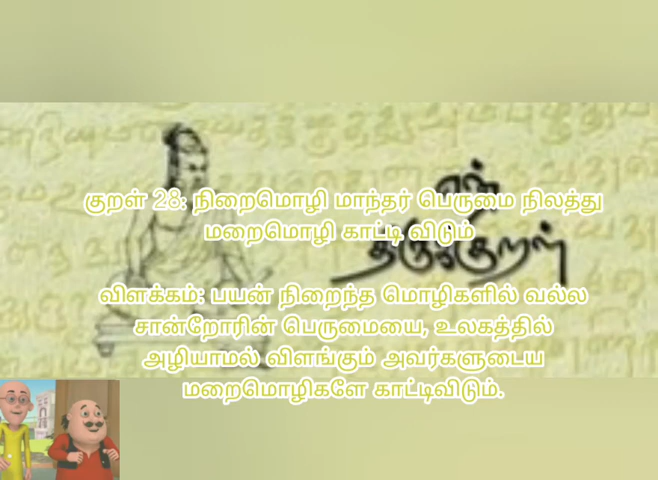 குறள் 28: நிறைமொழி மாந்தர் பெருமை நிலத்து
மறைமொழி காட்டி விடும்
திருக்குறள்
விளக்கம்: பயன் நிறைந்த மொழிகளில் வல்ல
சான்றோரின் பெருமையை, உலகத்தில்
அழியாமல் விளங்கும் அவர்களுடைய
மறைமொழிகளே காட்டிவிடும்.